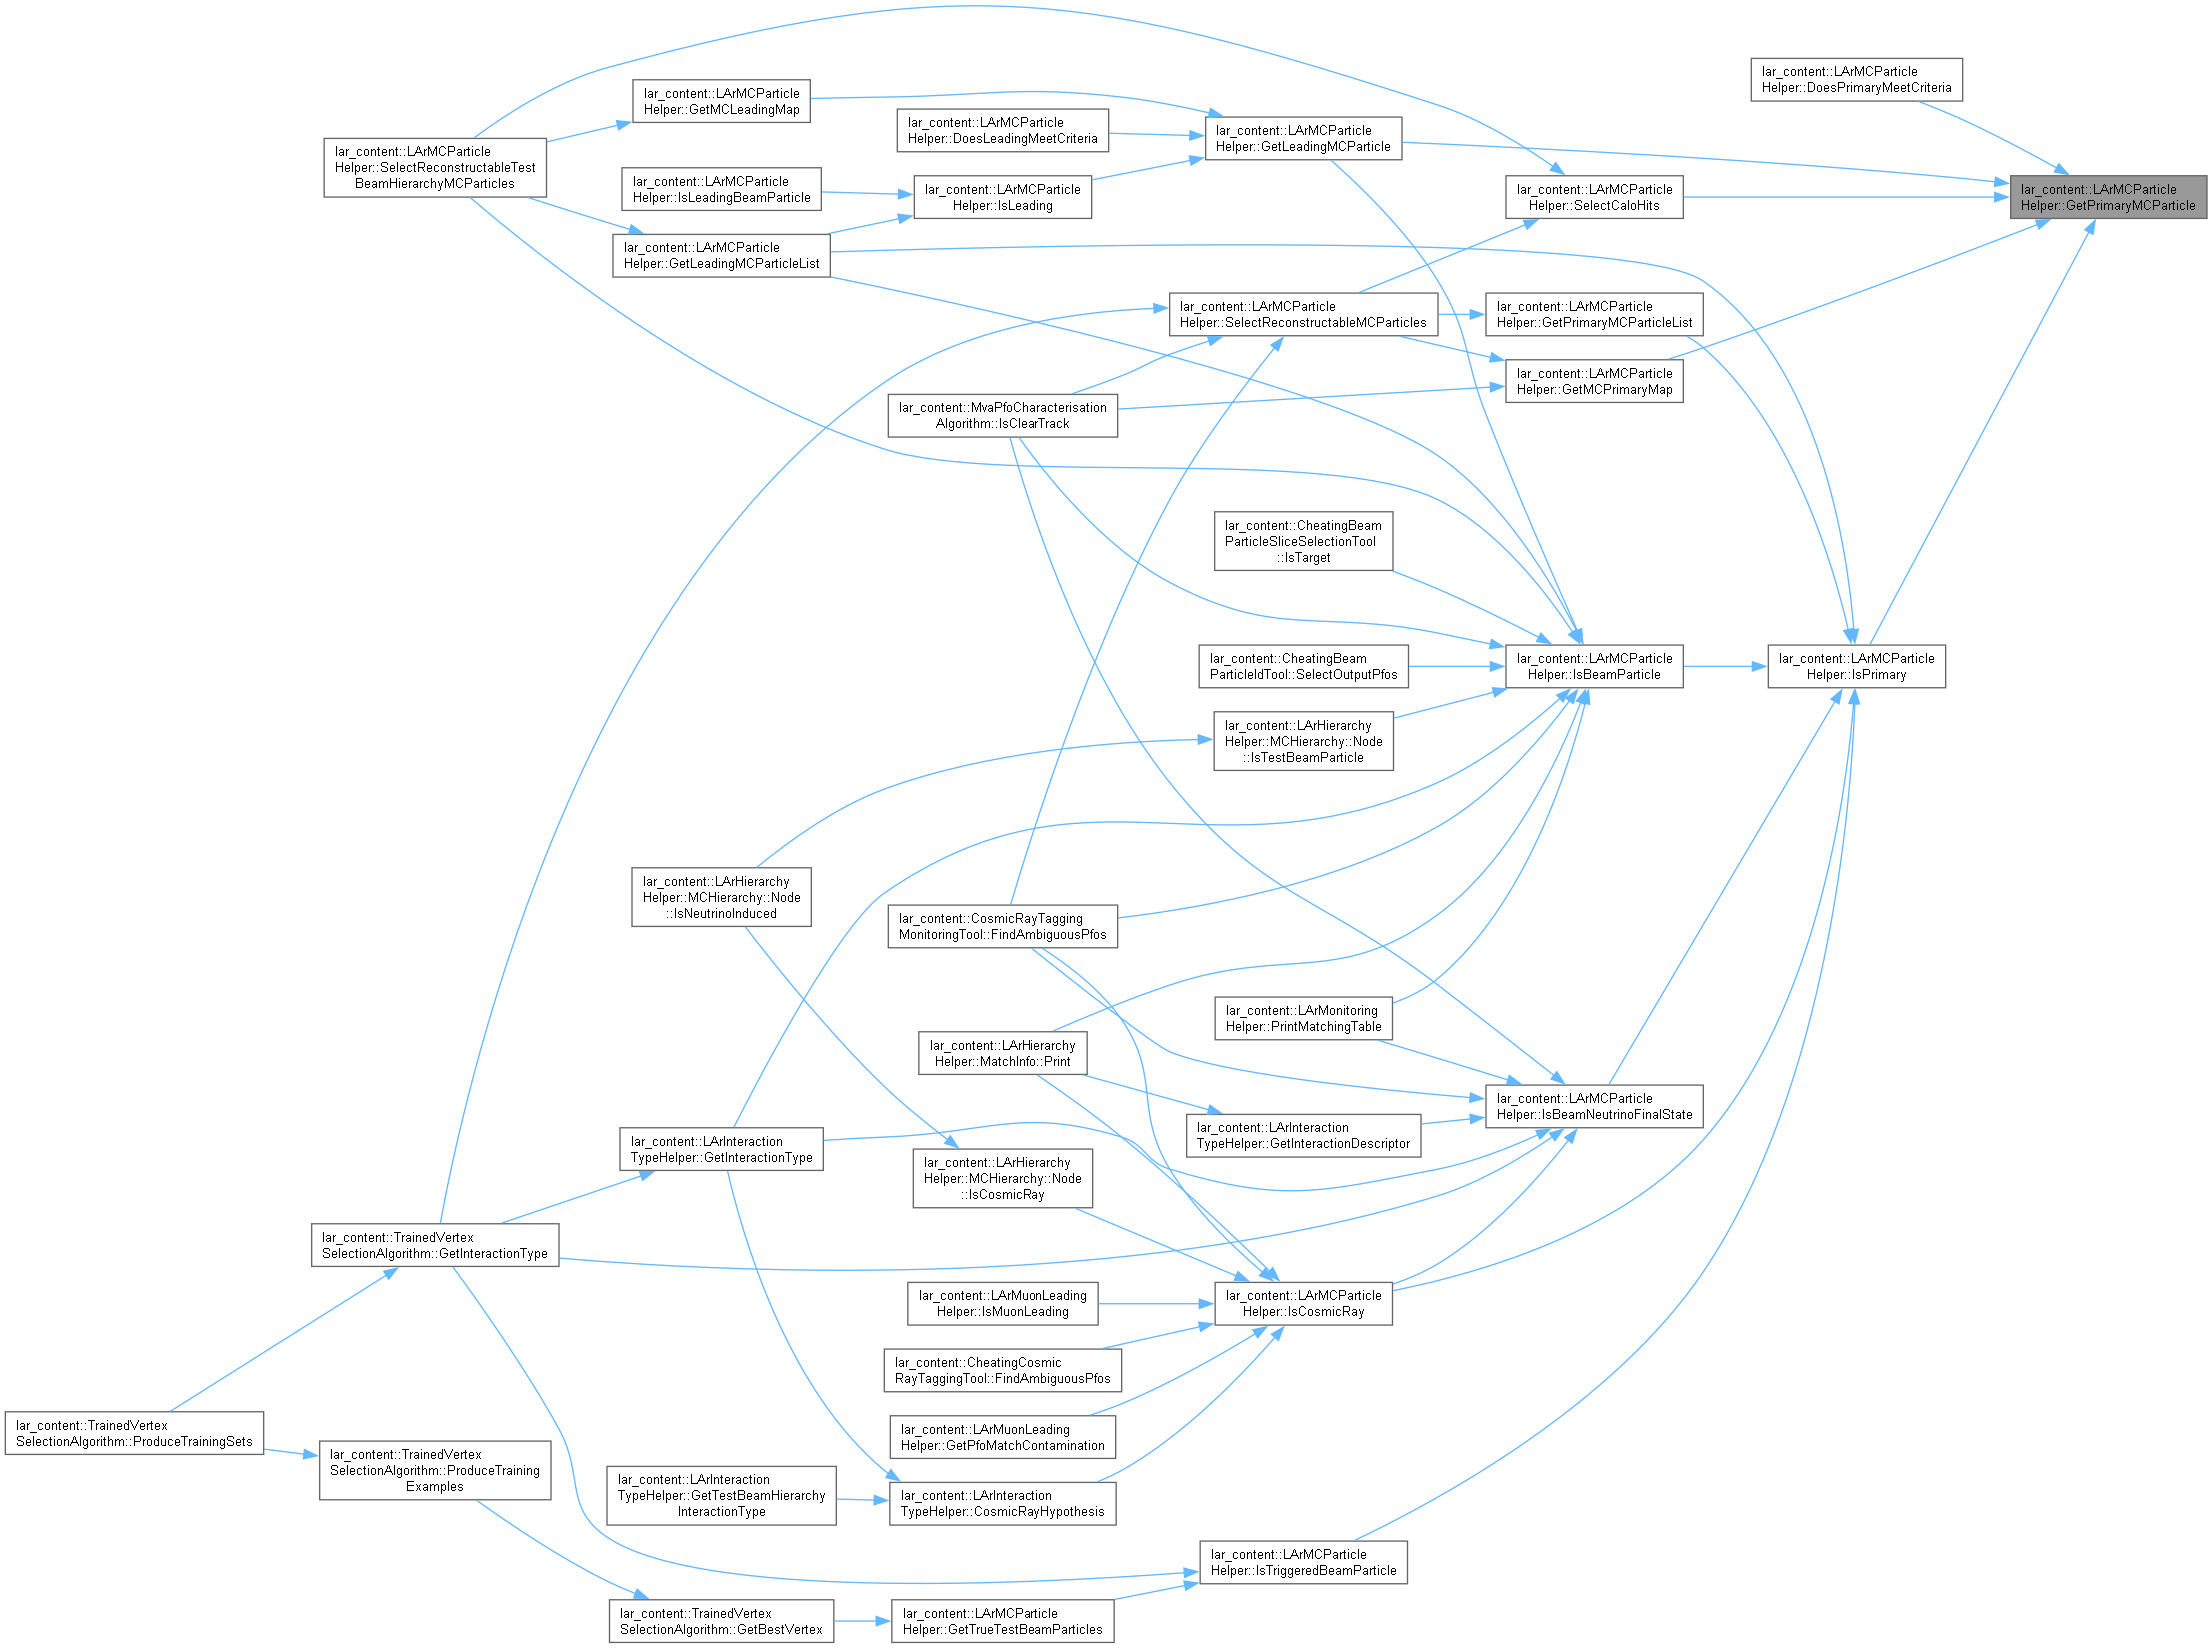 lar_content::LArMCParticle
Helper::DoesPrimaryMeetCriteria
lar_content::LArMCParticle
Helper::GetMCLeadingMap
lar_content::LArMCParticle
Helper::DoesLeadingMeetCriteria
lar_content::LArMCParticle
Helper::GetLeadingMCParticle
lar_content::LArMCParticle
Helper::SelectReconstructableTest
BeamHierarchyMCParticles
lar_content::LArMCParticle
Helper::IsLeadingBeamParticle
lar_content::LArMCParticle
Helper::IsLeading
lar_content::LArMCParticle
Helper::SelectCaloHits
lar_content::LArMCParticle
Helper::GetPrimaryMCParticle
lar_content::LArMCParticle
Helper::GetLeadingMCParticleList
lar_content::LArMCParticle
Helper::SelectReconstructableMCParticles
lar_content::LArMCParticle
Helper::GetPrimaryMCParticleList
lar_content::LArMCParticle
Helper::GetMCPrimaryMap
lar_content::MvaPfoCharacterisation
Algorithm::IsClearTrack
lar_content::CheatingBeam
ParticleSliceSelectionTool
::IsTarget
lar_content::CheatingBeam
ParticleIdTool::SelectOutputPfos
lar_content::LArMCParticle
Helper::IsBeamParticle
lar_content::LArMCParticle
Helper::IsPrimary
lar_content::LArHierarchy
Helper::MCHierarchy::Node
::IsTestBeamParticle
lar_content::LArHierarchy
Helper::MCHierarchy::Node
::IsNeutrinoInduced
lar_content::CosmicRayTagging
MonitoringTool::FindAmbiguousPfos
lar_content::LArMonitoring
Helper::PrintMatchingTable
lar_content::LArHierarchy
Helper::MatchInfo::Print
lar_content::LArMCParticle
Helper::IsBeamNeutrinoFinalState
lar_content::LArInteraction
TypeHelper::GetInteractionDescriptor
lar_content::LArInteraction
TypeHelper::GetInteractionType
lar_content::LArHierarchy
Helper::MCHierarchy::Node
::IsCosmicRay
lar_content::TrainedVertex
SelectionAlgorithm::GetInteractionType
lar_content::LArMuonLeading
Helper::IsMuonLeading
lar_content::LArMCParticle
Helper::IsCosmicRay
lar_content::CheatingCosmic
RayTaggingTool::FindAmbiguousPfos
lar_content::TrainedVertex
SelectionAlgorithm::ProduceTrainingSets
lar_content::LArMuonLeading
Helper::GetPfoMatchContamination
lar_content::TrainedVertex
SelectionAlgorithm::ProduceTraining
Examples
lar_content::LArInteraction
TypeHelper::GetTestBeamHierarchy
InteractionType
lar_content::LArInteraction
TypeHelper::CosmicRayHypothesis
lar_content::LArMCParticle
Helper::IsTriggeredBeamParticle
lar_content::TrainedVertex
SelectionAlgorithm::GetBestVertex
lar_content::LArMCParticle
Helper::GetTrueTestBeamParticles